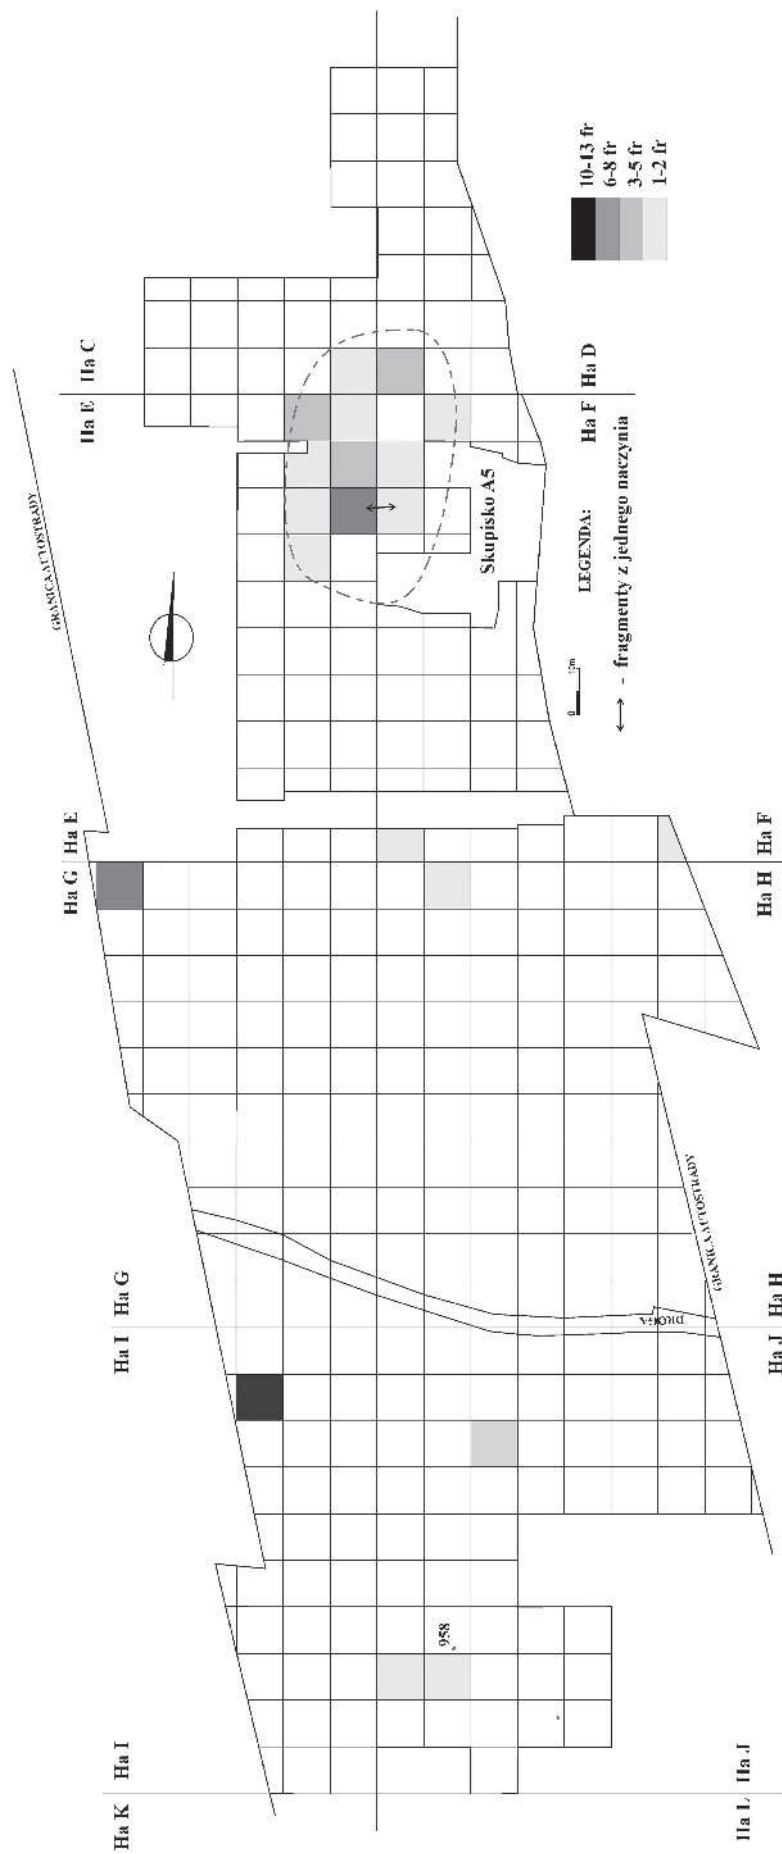 GRANICA AUTOSTRADY
Ha K
Ha I
Ha I
Ha G
Ha G
Ha E
Ha E
Ha C
958
DROGA
GRANICA AUTOSTRADY
Skupisko A5
Ha L
Ha J
Ha J
Ha H
Ha H
Ha F
Ha F
Ha D
0
10m
LEGENDA:
- fragmenty z jednego naczynia
10-13 fr
6-8 fr
3-5 fr
1-2 fr